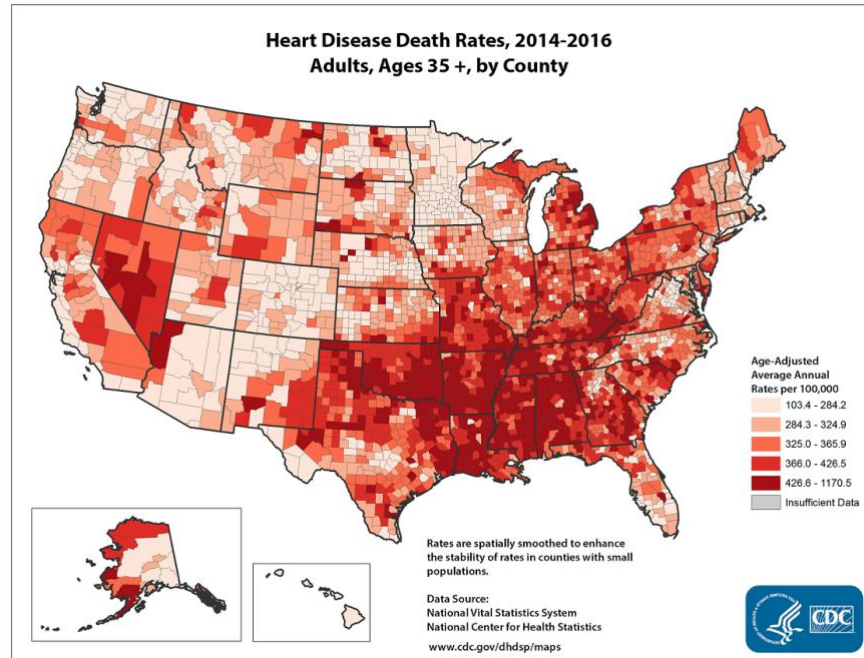 Heart Disease Death Rates, 2014-2016
Adults, Ages 35 +, by County
Age-Adjusted
Average Annual
Rates per 100,000
103.4 - 284.2
284.3 - 324.9
325.0 - 365.9
366.0 - 426.5
426.6 - 1170.5
Insufficient Data
Rates are spatially smoothed to enhance
the stability of rates in counties with small
populations.
Data Source:
National Vital Statistics System
National Center for Health Statistics
www.cdc.gov/dhdsp/maps
CDC